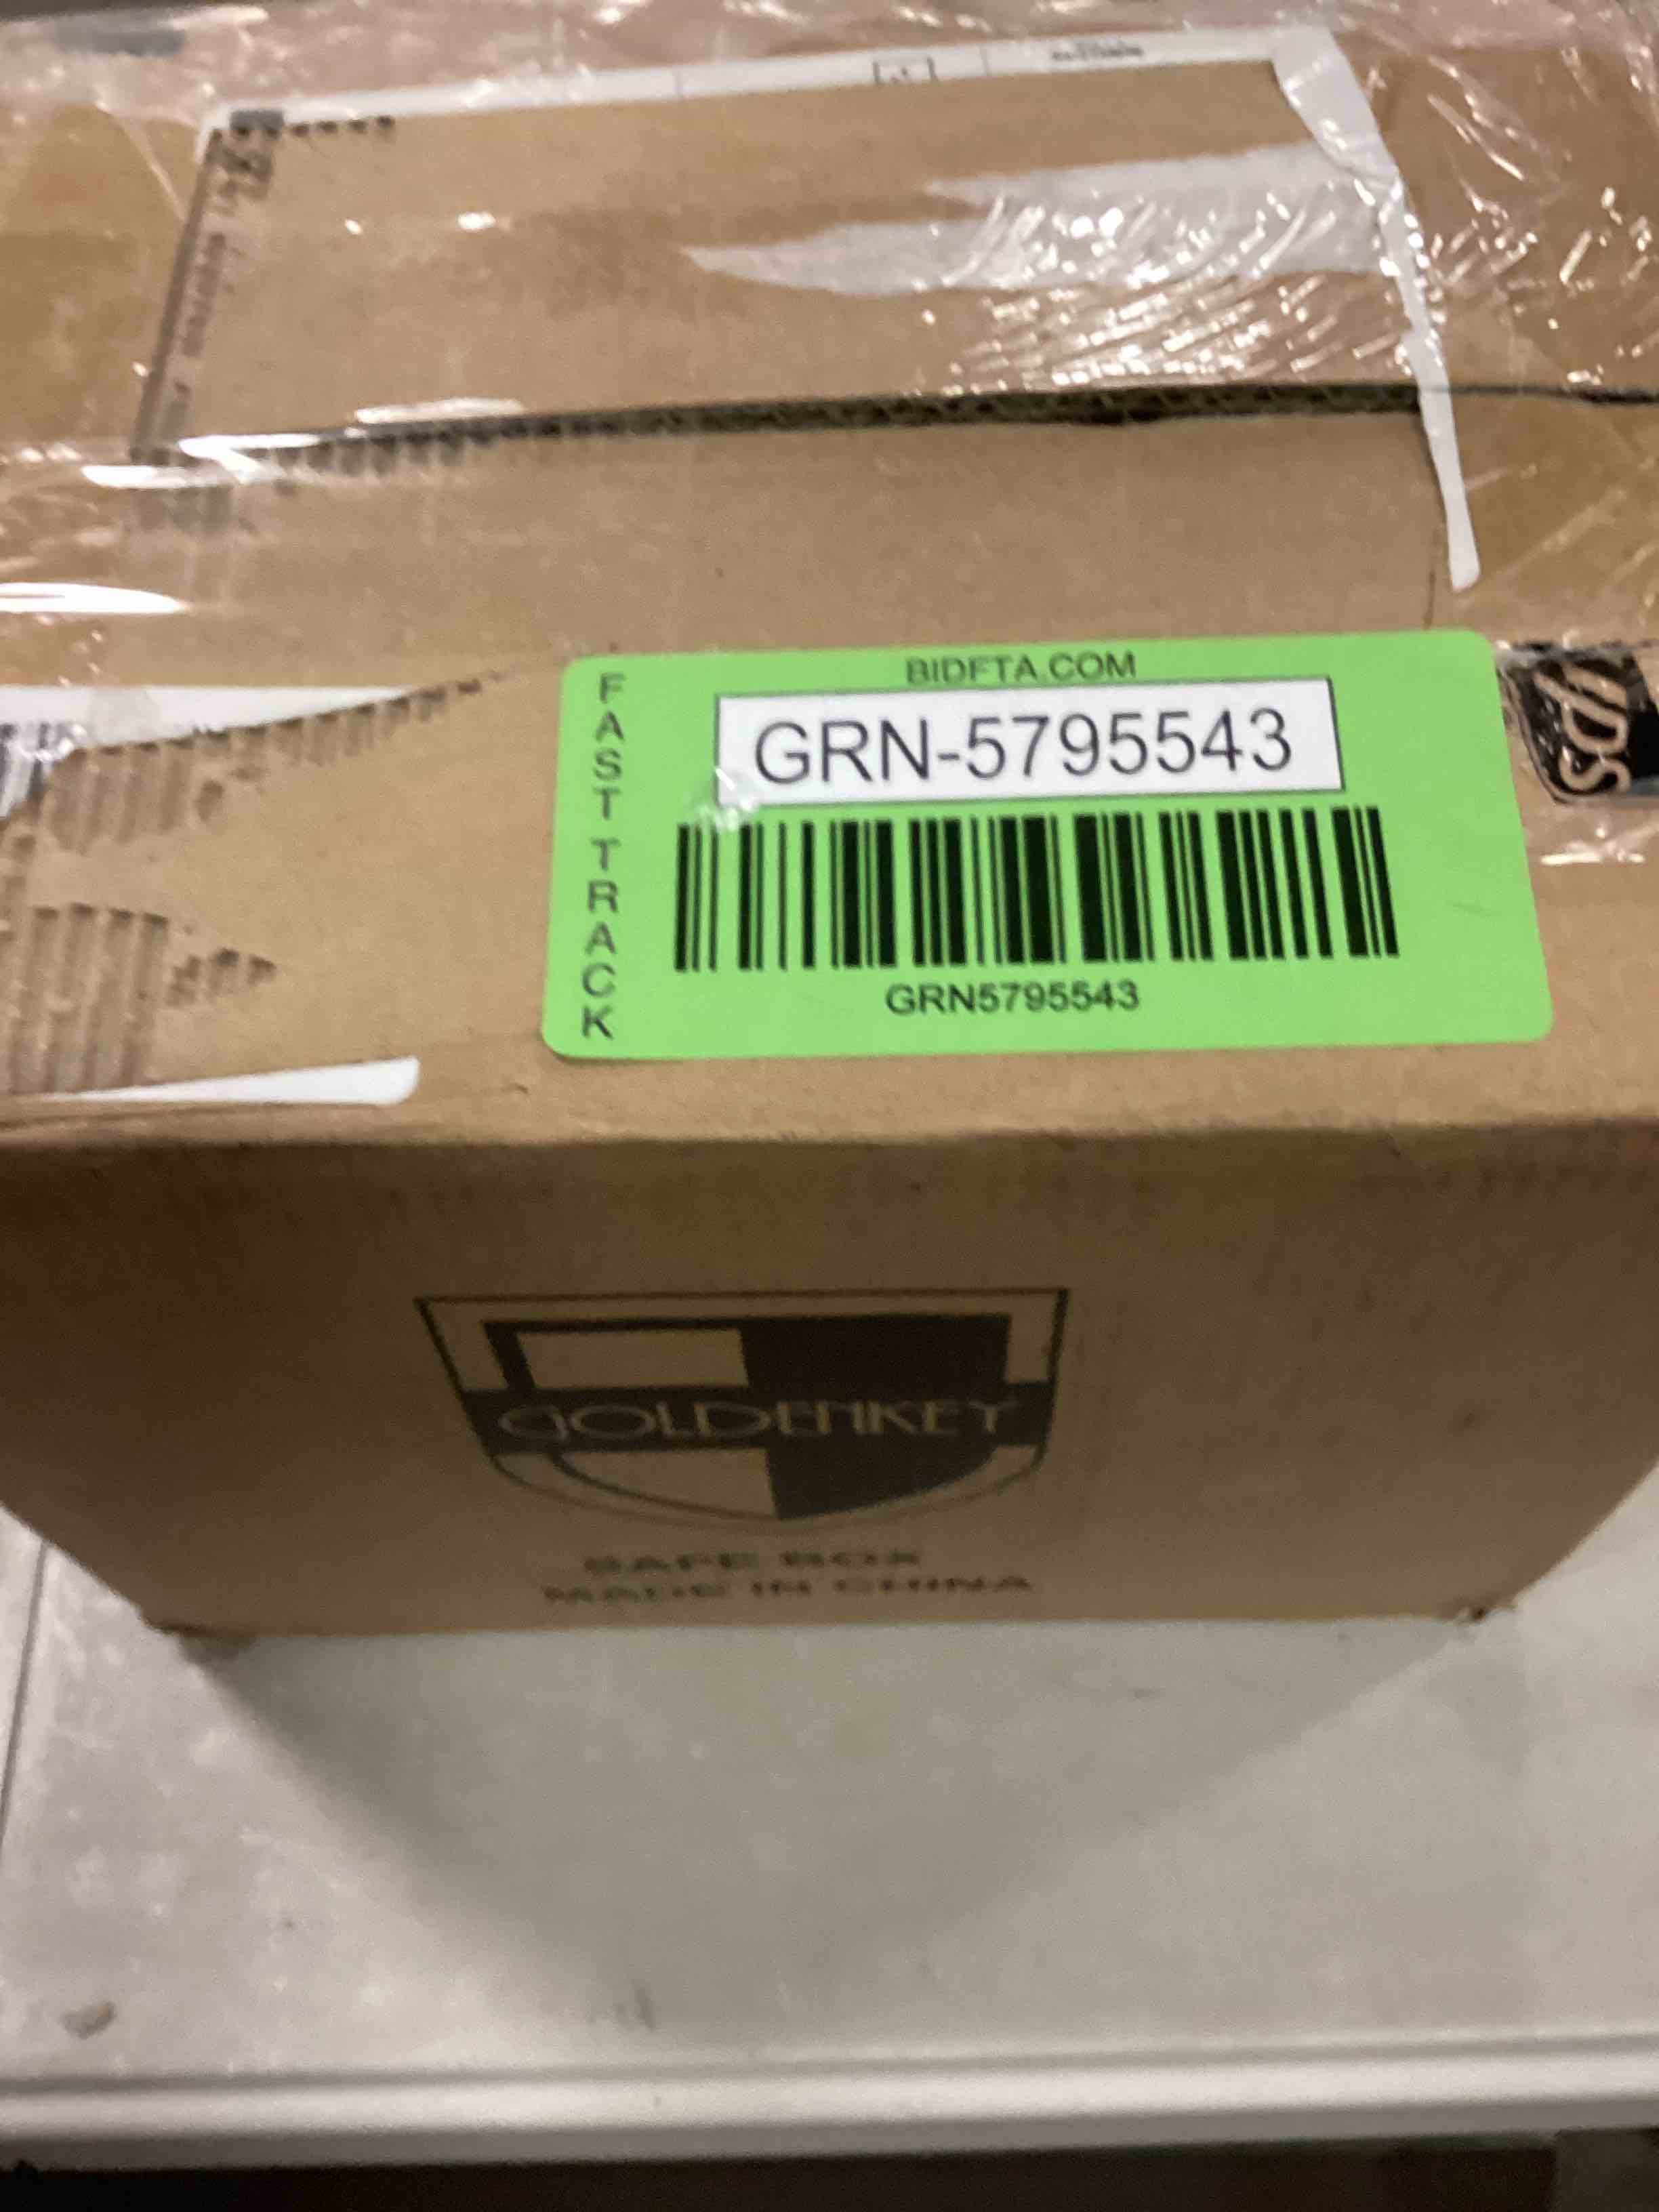 BIDFTA.COM
FAST TRACK
GRN-5795543
GRN5795543
GOLDENKEY
SAFE BOX
MADE IN CHINA